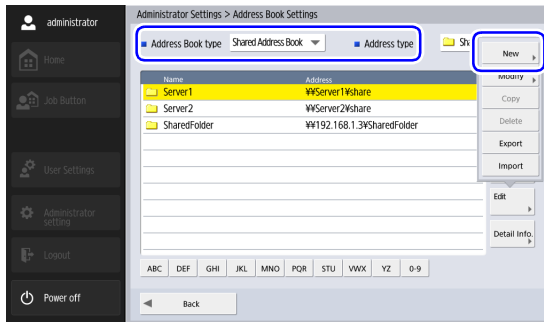 administrator
Home
Job Button
User Settings
Administrator
setting
Logout
Power off
Administrator Settings > Address Book Settings
Address Book type Shared Address Book Address type
Name Address
Server1 ¥¥Server1¥share
Server2 ¥¥Server2¥share
SharedFolder ¥¥192.168.1.3¥SharedFolder
New
Modify
Copy
Delete
Export
Import
Edit
Detail Info.
ABC DEF GHI JKL MNO PQR STU VWX YZ 0-9
Back